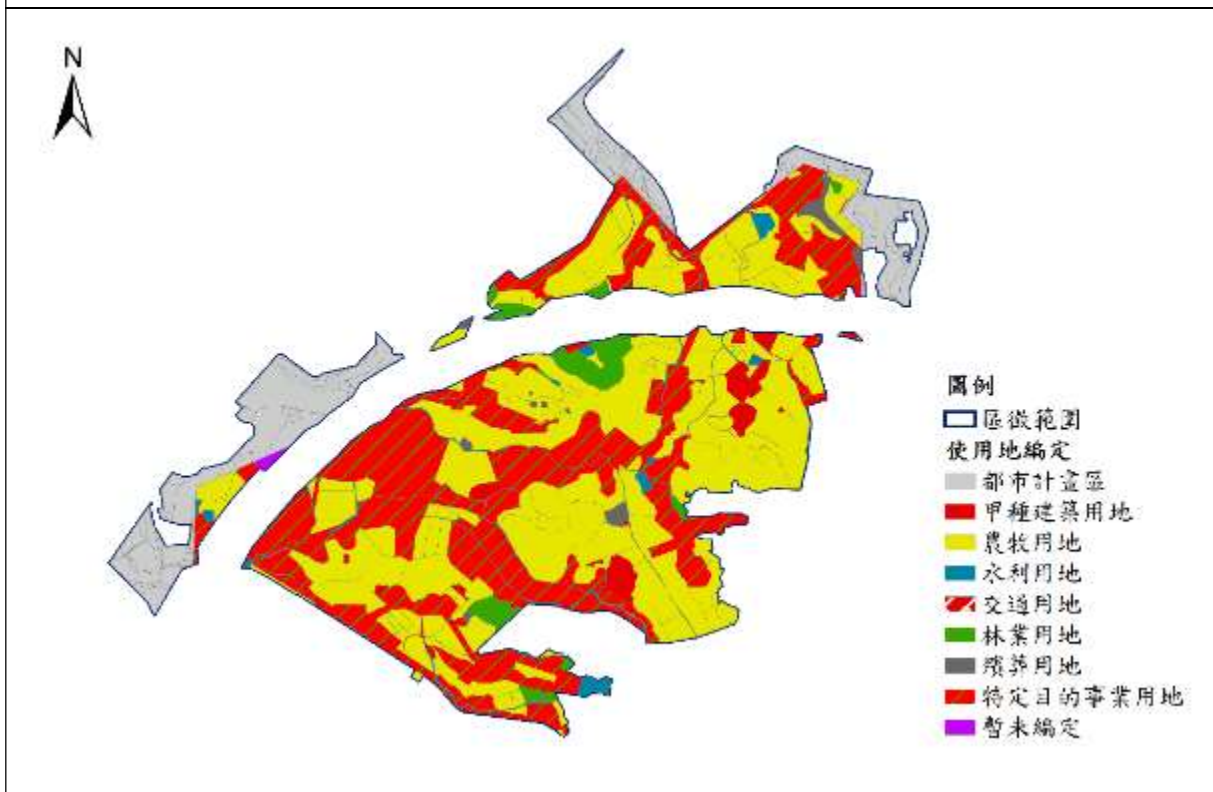 N
圖例
區徵範圍
使用地編定
都市計畫區
甲種建築用地
農牧用地
水利用地
交通用地
林業用地
殯葬用地
特定目的事業用地
暫未編定